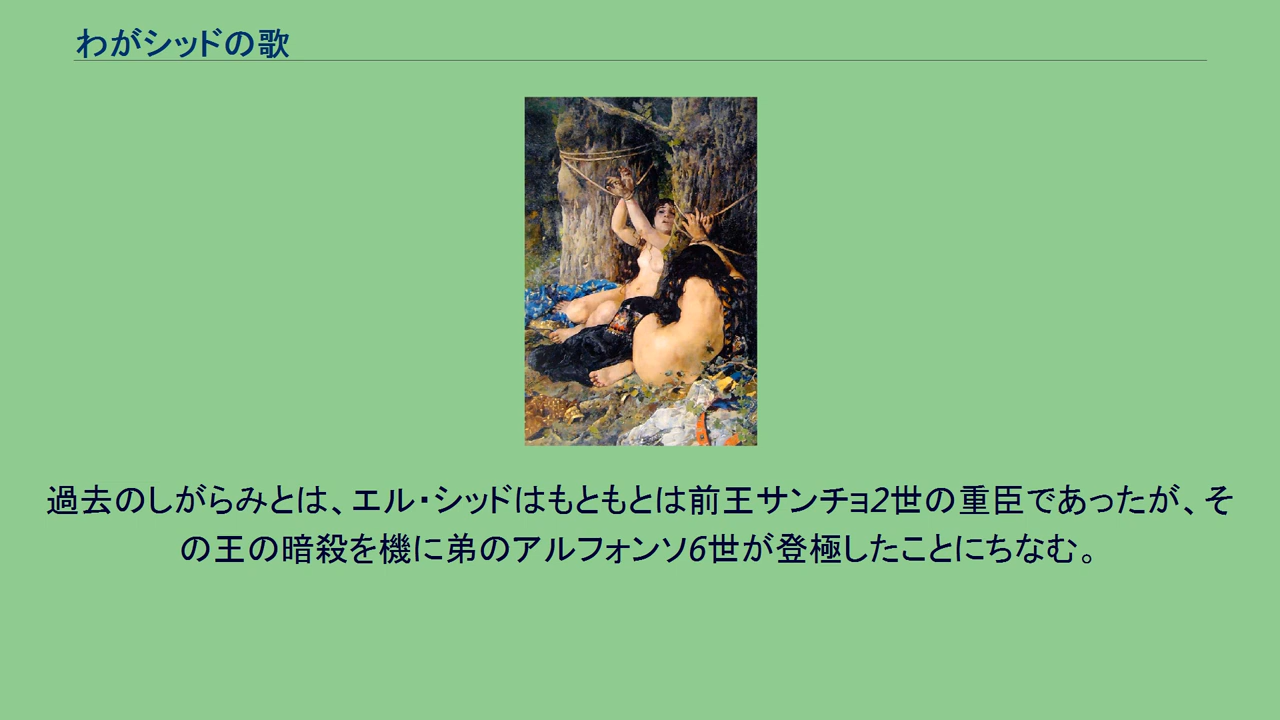 わがシッドの歌
過去のしがらみとは、エル・シッドはもともとは前王サンチョ2世の重臣であったが、そ
の王の暗殺を機に弟のアルフォンソ6世が登極したことにちなむ。